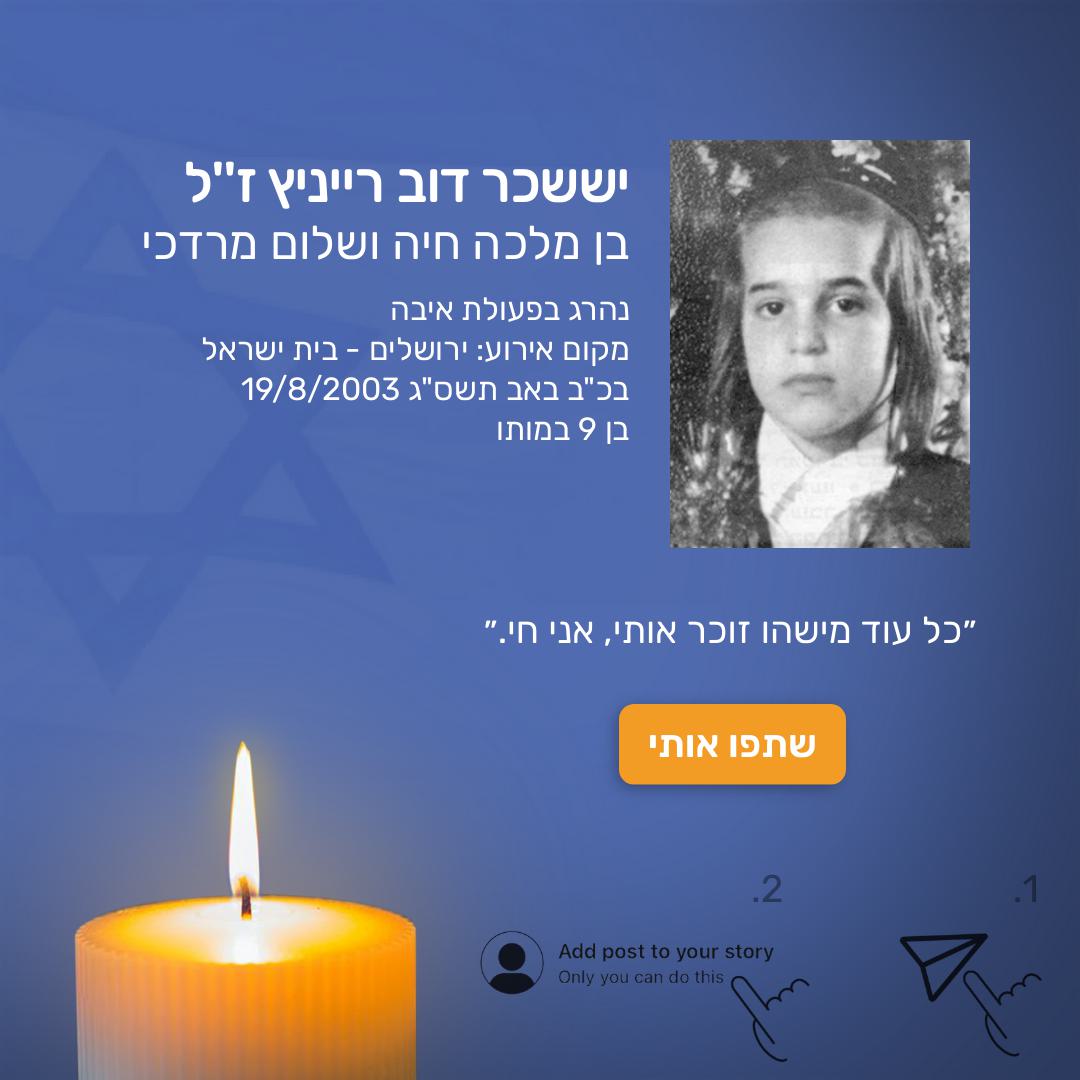 יששכר דוב רייניץ ז"ל
בן מלכה חיה ושלום מרדכי
נהרג בפעולת איבה
מקום אירוע: ירושלים - בית ישראל
בכ"ב באב תשס"ג 19/8/2003
בן 9 במותו
״כל עוד מישהו זוכר אותי, אני חי.״
שתפו אותי
1.
2.
Add post to your story
Only you can do this